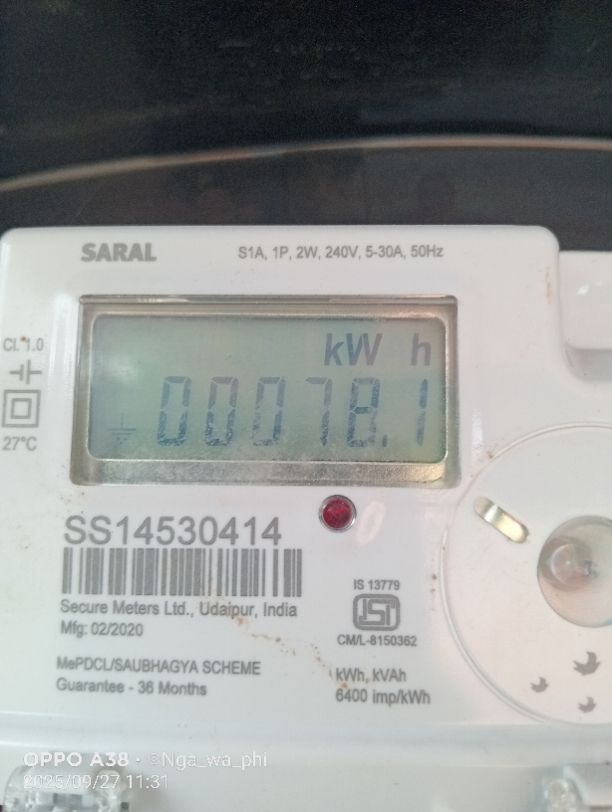 SARAL
S1A, 1P, 2W, 240V, 5-30A, 50Hz
Cl. 1.0
kW h
00078.1
27°C
SS14530414
IS 13779
ISI
Secure Meters Ltd., Udaipur, India
Mfg: 02/2020
CM/L-8150362
MePDCL/SAUBHAGYA SCHEME
Guarantee - 36 Months
kWh, kVAh
6400 imp/kWh
OPPO A38 · ©Nga_wa_phi
2025/09/27 11:31